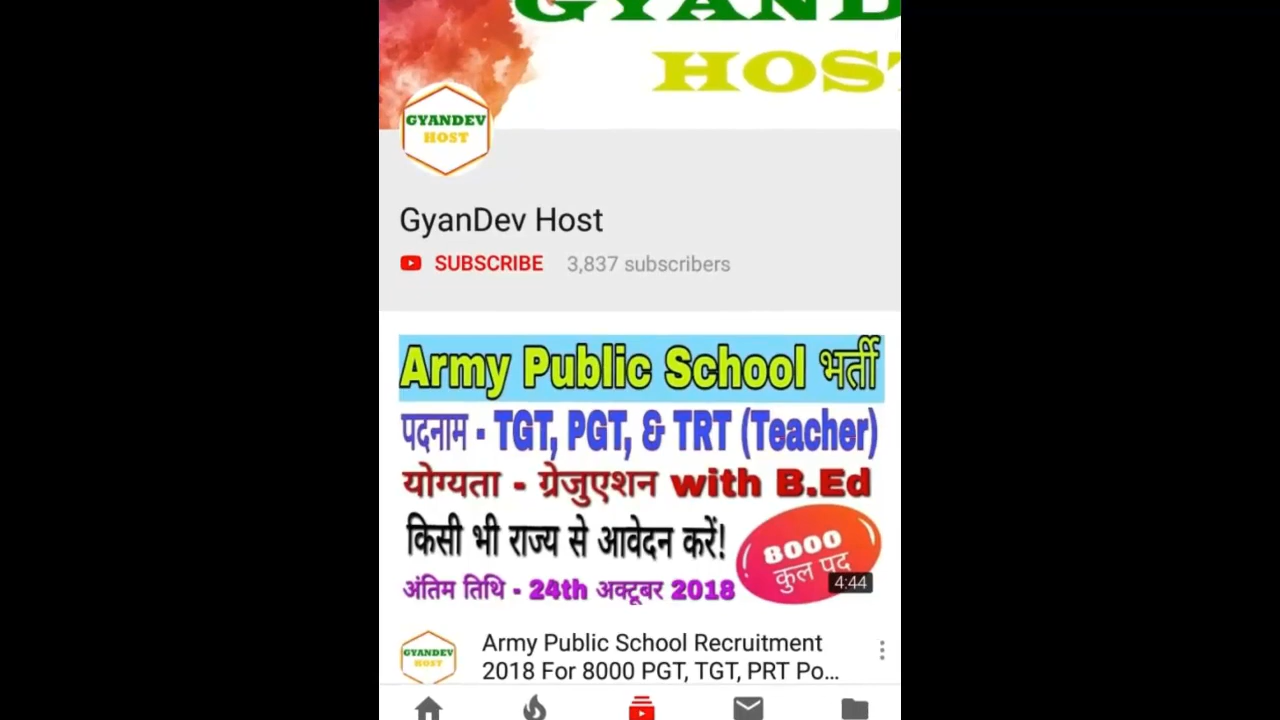 GYAND
HOST
GYANDEV
HOST
GyanDev Host
SUBSCRIBE 3,837 subscribers
Army Public School भर्ती
पदनाम - TGT, PGT, & TRT (Teacher)
योग्यता - ग्रेजुएशन with B.Ed
किसी भी राज्य से आवेदन करें!
8000
कुल पद
अंतिम तिथि - 24th अक्टूबर 2018
4:44
GYANDEV
HOST
Army Public School Recruitment
2018 For 8000 PGT, TGT, PRT Po...